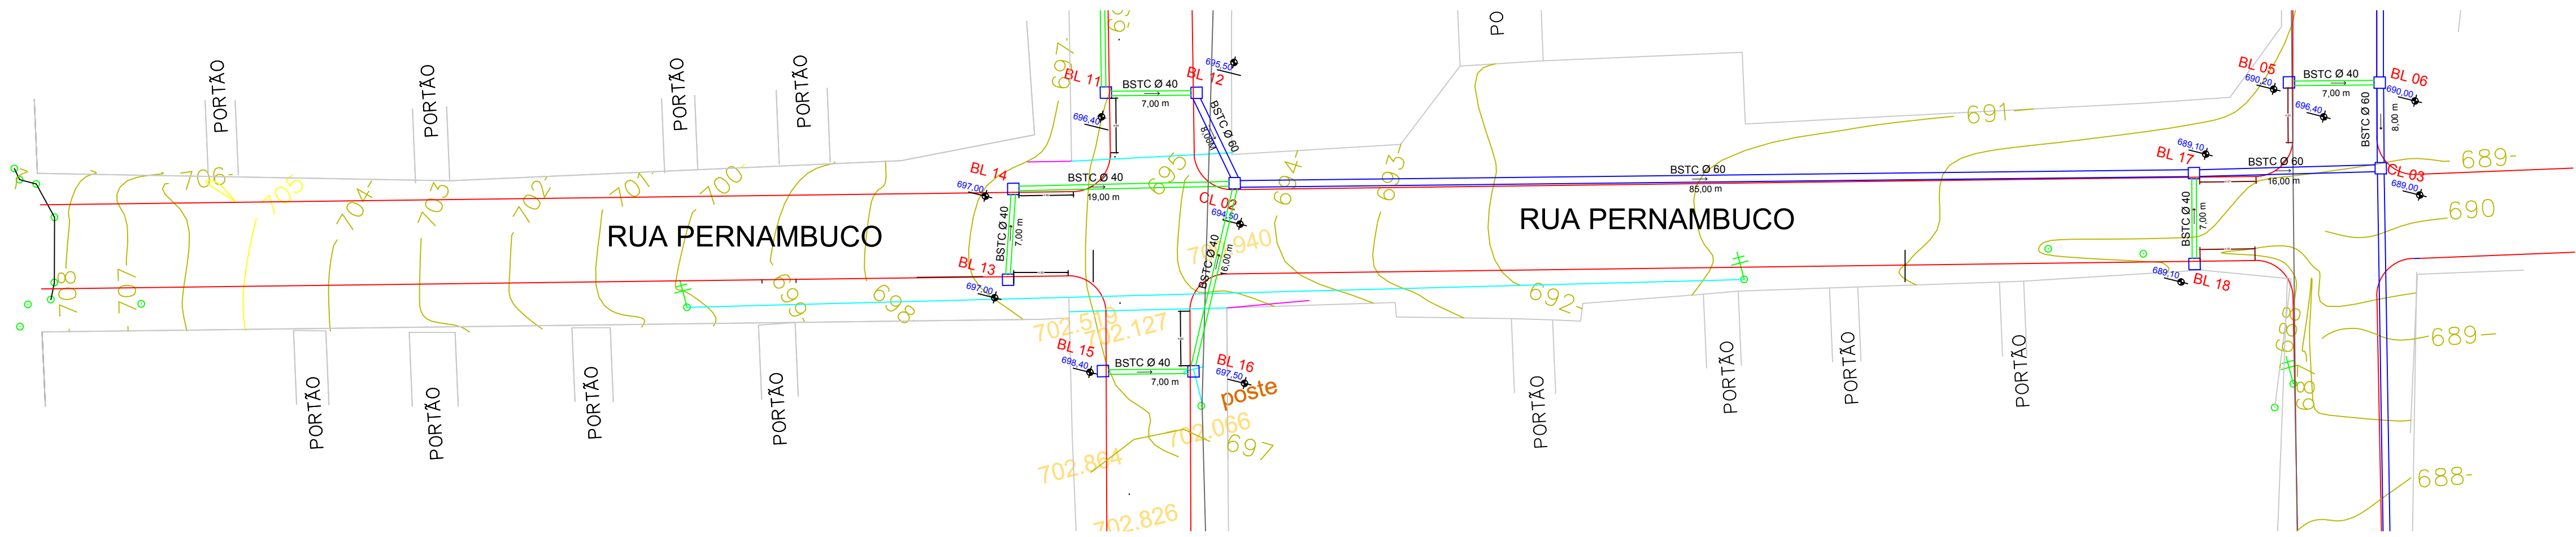 PORTÃO
PORTÃO
PORTÃO
PORTÃO
PO
697-
BL 11
BSTC Ø 40
7,00 m
BL 12
695,50
696,40
BSTC Ø 60
8,00M
BL 05
690,20
BSTC Ø 40
7,00 m
BL 06
690,00
696,40
BSTC Ø 60
8,00 m
691-
706-
705
704-
703
702-
701-
700-
BL 14
697,00
BSTC Ø 40
19,00 m
695
694-
693-
BSTC Ø 60
85,00 m
BL 17
689,10
BSTC Ø 60
16,00 m
CL 03
689,00
689-
690
RUA PERNAMBUCO
BSTC Ø 40
7,00 m
CL 02
694,50
RUA PERNAMBUCO
BSTC Ø 40
7,00 m
BL 13
697,00
BSTC Ø 40
16,00 m
708
707
699-
698
692-
689,10
BL 18
702.519
702.127
688
689-
BL 15
698,40
BSTC Ø 40
7,00 m
BL 16
697,50
poste
687-
PORTÃO
PORTÃO
PORTÃO
PORTÃO
PORTÃO
PORTÃO
PORTÃO
PORTÃO
702.066
697
702.864
688-
702.826